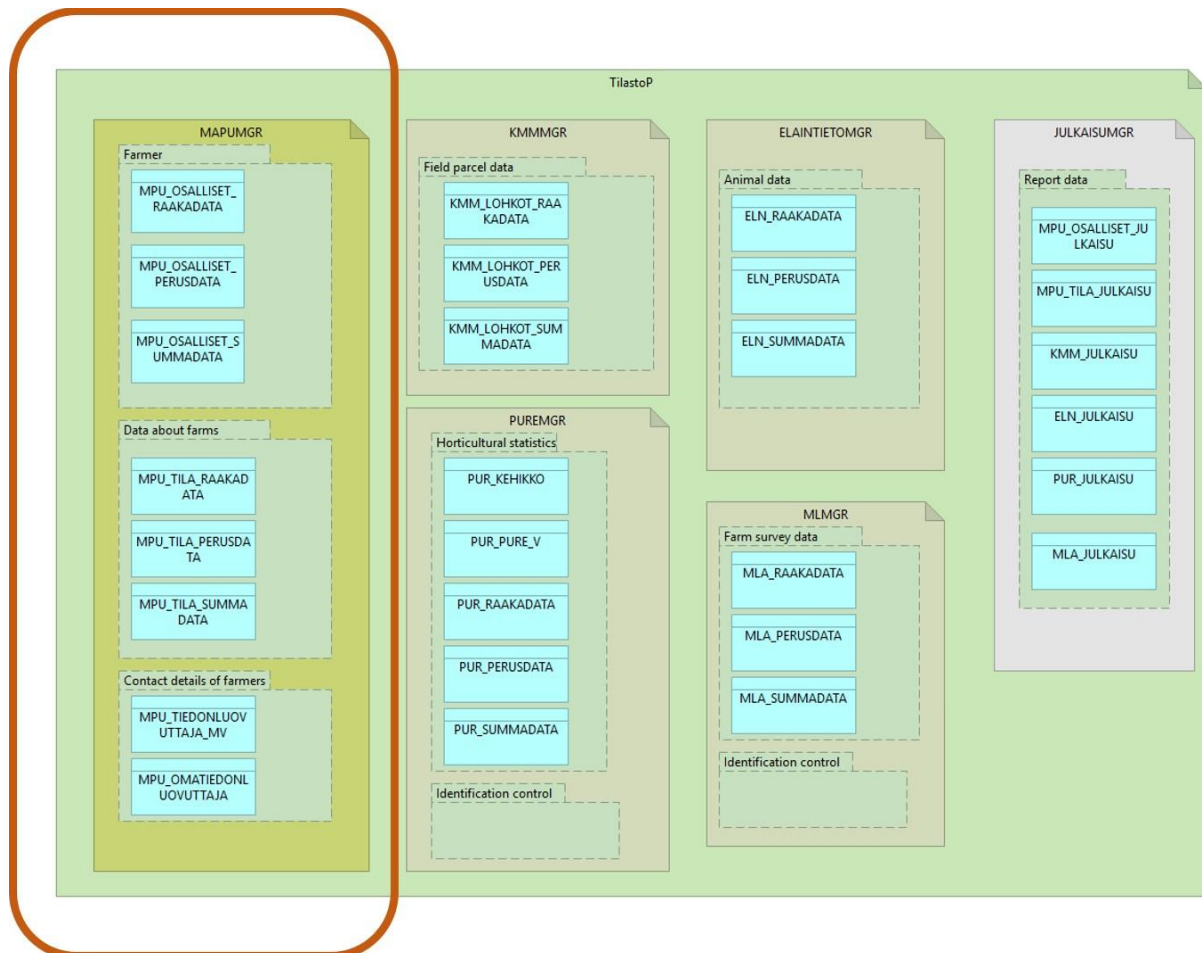 TilastoP
MAPUMGR
Farmer
MPU_OSALLISET_
RAAKADATA
MPU_OSALLISET_
PERUSDATA
MPU_OSALLISET_S
UMMADATA
Data about farms
MPU_TILA_RAAKAD
ATA
MPU_TILA_PERUSDA
TA
MPU_TILA_SUMMA
DATA
Contact details of farmers
MPU_TIEDONLUOV
UTTAJA_MV
MPU_OMATIEDONL
UOVUTTAJA
KMMMGR
Field parcel data
KMM_LOHKOT_RAA
KADATA
KMM_LOHKOT_PER
USDATA
KMM_LOHKOT_SUM
MADATA
PUREMGR
Horticultural statistics
PUR_KEHIKKO
PUR_PURE_V
PUR_RAAKADATA
PUR_PERUSDATA
PUR_SUMMADATA
Identification control
ELAINTIETOMGR
Animal data
ELN_RAAKADATA
ELN_PERUSDATA
ELN_SUMMADATA
MLMGR
Farm survey data
MLA_RAAKADATA
MLA_PERUSDATA
MLA_SUMMADATA
Identification control
JULKAISUMGR
Report data
MPU_OSALLISET_JU
LKAISU
MPU_TILA_JULKAISU
KMM_JULKAISU
ELN_JULKAISU
PUR_JULKAISU
MLA_JULKAISU